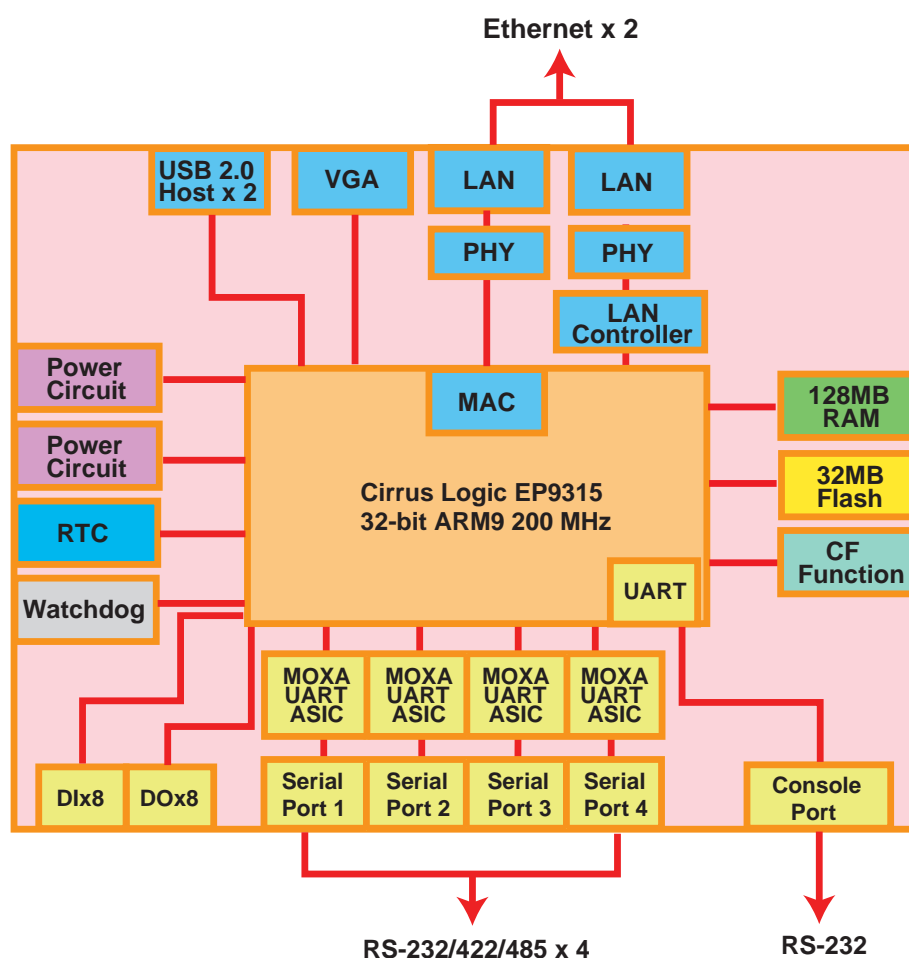 Ethernet x 2
USB 2.0
Host x 2
VGA
LAN
LAN
PHY
PHY
LAN
Controller
Power
Circuit
MAC
128MB
RAM
Power
Circuit
Cirrus Logic EP9315
32-bit ARM9 200 MHz
32MB
Flash
RTC
CF
Function
Watchdog
UART
MOXA
UART
ASIC
MOXA
UART
ASIC
MOXA
UART
ASIC
MOXA
UART
ASIC
DIx8
DOx8
Serial
Port 1
Serial
Port 2
Serial
Port 3
Serial
Port 4
Console
Port
RS-232/422/485 x 4
RS-232